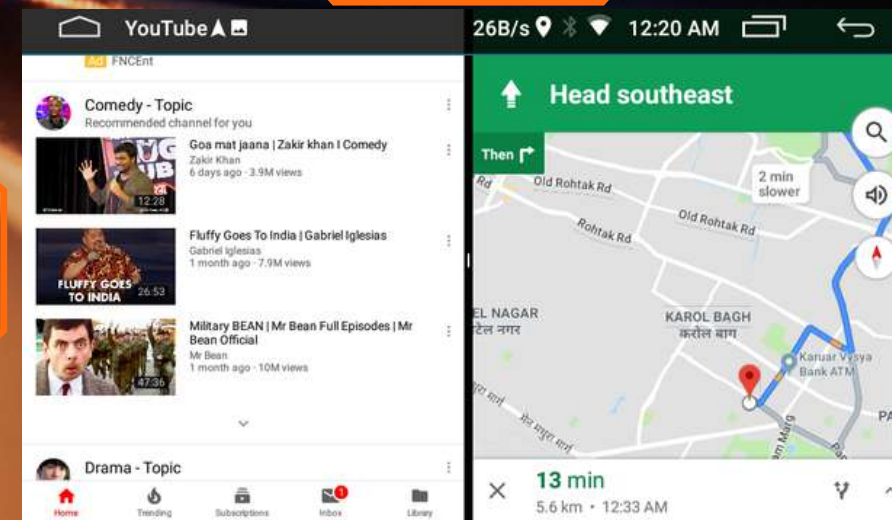 YouTube
26B/s 12:20 AM
Ad FNCEnt
Comedy - Topic
Recommended channel for you
Goa mat jaana | Zakir khan I Comedy
Zakir Khan
6 days ago · 3.9M views
12:28
Fluffy Goes To India | Gabriel Iglesias
Gabriel Iglesias
1 month ago · 7.9M views
FLUFFY GOES
TO INDIA
26:53
Military BEAN | Mr Bean Full Episodes | Mr
Bean Official
Mr Bean
1 month ago · 10M views
47:36
Drama - Topic
Home
Trending
Subscriptions
Inbox
1
Library
Head southeast
Then
2 min
slower
Rd
Old Rohtak Rd
Old Rohtak Rd
Rohtak Rd
EL NAGAR
टेल नगर
KAROL BAGH
करोल बाग
Karur Vysya
Bank ATM
PA
13 min
5.6 km · 12:33 AM